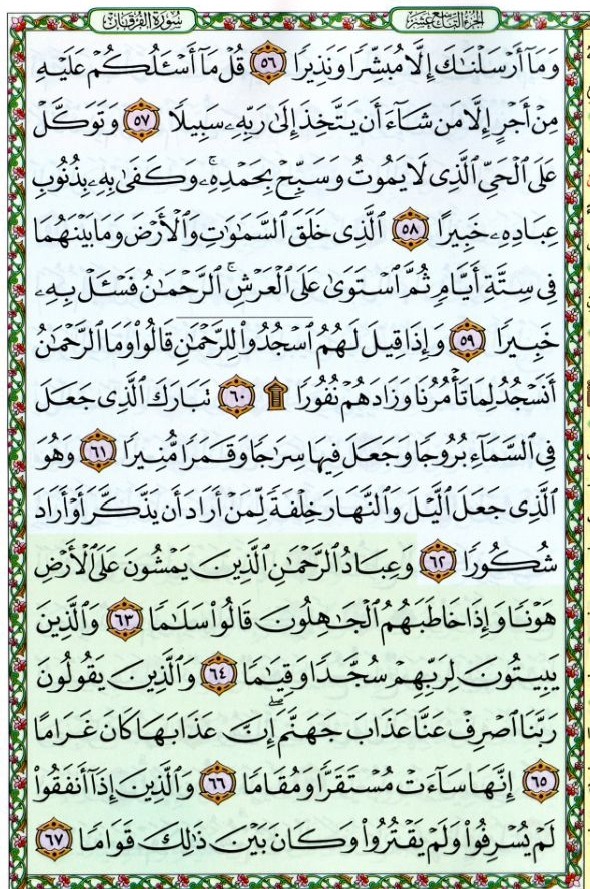 الجزء التاسع عشر
سورة الفرقان
وَمَآ أَرْسَلْنَٰكَ إِلَّا مُبَشِّرًا وَنَذِيرًا ٥٦ قُلْ مَآ أَسْـَٔلُكُمْ عَلَيْهِ
مِنْ أَجْرٍ إِلَّا مَن شَآءَ أَن يَتَّخِذَ إِلَىٰ رَبِّهِۦ سَبِيلًا ٥٧ وَتَوَكَّلْ
عَلَى ٱلْحَىِّ ٱلَّذِى لَا يَمُوتُ وَسَبِّحْ بِحَمْدِهِۦ ۚ وَكَفَىٰ بِهِۦ بِذُنُوبِ
عِبَادِهِۦ خَبِيرًا ٥٨ ٱلَّذِى خَلَقَ ٱلسَّمَٰوَٰتِ وَٱلْأَرْضَ وَمَا بَيْنَهُمَا
فِى سِتَّةِ أَيَّامٍ ثُمَّ ٱسْتَوَىٰ عَلَى ٱلْعَرْشِ ۚ ٱلرَّحْمَٰنُ فَسْـَٔلْ بِهِۦ
خَبِيرًا ٥٩ وَإِذَا قِيلَ لَهُمُ ٱسْجُدُوا۟ لِلرَّحْمَٰنِ قَالُوا۟ وَمَا ٱلرَّحْمَٰنُ
أَنَسْجُدُ لِمَا تَأْمُرُنَا وَزَادَهُمْ نُفُورًا ۩ ٦٠ تَبَارَكَ ٱلَّذِى جَعَلَ
فِى ٱلسَّمَآءِ بُرُوجًا وَجَعَلَ فِيهَا سِرَٰجًا وَقَمَرًا مُّنِيرًا ٦١ وَهُوَ
ٱلَّذِى جَعَلَ ٱلَّيْلَ وَٱلنَّهَارَ خِلْفَةً لِّمَنْ أَرَادَ أَن يَذَّكَّرَ أَوْ أَرَادَ
شُكُورًا ٦٢ وَعِبَادُ ٱلرَّحْمَٰنِ ٱلَّذِينَ يَمْشُونَ عَلَى ٱلْأَرْضِ
هَوْنًا وَإِذَا خَاطَبَهُمُ ٱلْجَٰهِلُونَ قَالُوا۟ سَلَٰمًا ٦٣ وَٱلَّذِينَ
يَبِيتُونَ لِرَبِّهِمْ سُجَّدًا وَقِيَٰمًا ٦٤ وَٱلَّذِينَ يَقُولُونَ
رَبَّنَا ٱصْرِفْ عَنَّا عَذَابَ جَهَنَّمَ ۖ إِنَّ عَذَابَهَا كَانَ غَرَامًا
٦٥ إِنَّهَا سَآءَتْ مُسْتَقَرًّا وَمُقَامًا ٦٦ وَٱلَّذِينَ إِذَآ أَنفَقُوا۟
لَمْ يُسْرِفُوا۟ وَلَمْ يَقْتُرُوا۟ وَكَانَ بَيْنَ ذَٰلِكَ قَوَامًا ٦٧